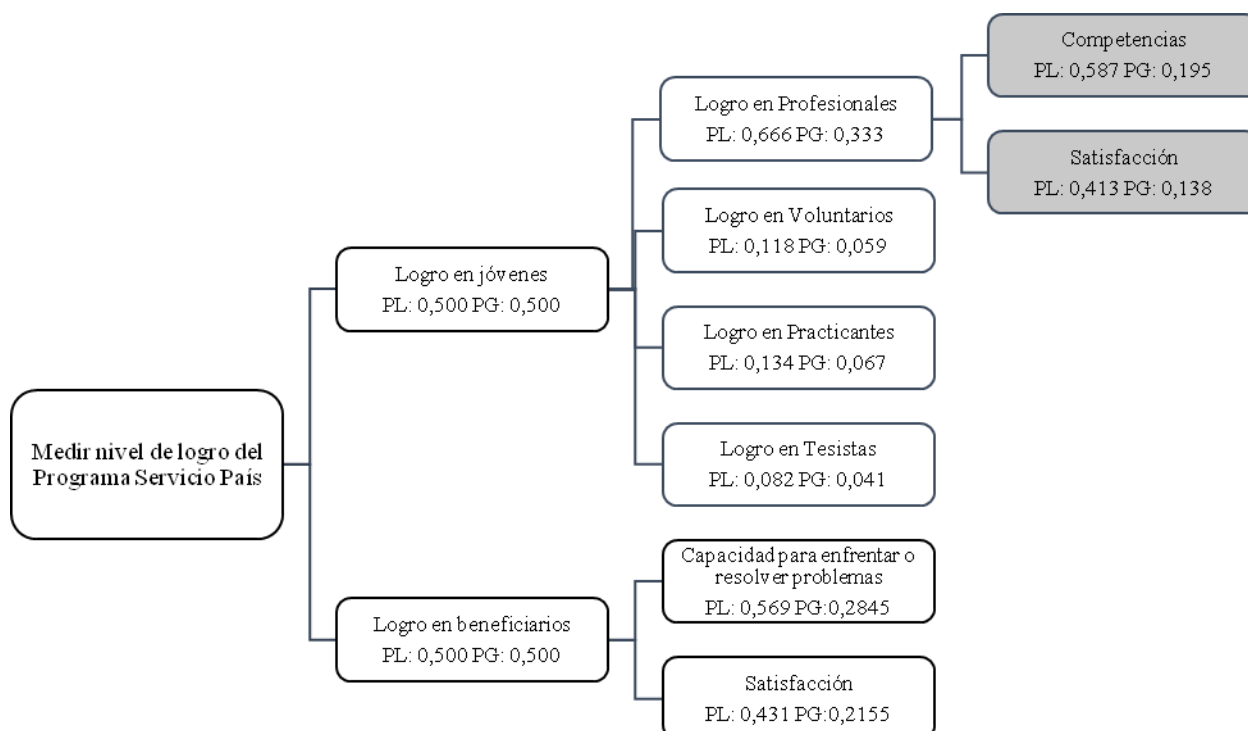 Competencias
PL: 0,587 PG: 0,195
Logro en Profesionales
PL: 0,666 PG: 0,333
Satisfacción
PL: 0,413 PG: 0,138
Logro en Voluntarios
PL: 0,118 PG: 0,059
Logro en jóvenes
PL: 0,500 PG: 0,500
Logro en Practicantes
PL: 0,134 PG: 0,067
Medir nivel de logro del
Programa Servicio País
Logro en Tesistas
PL: 0,082 PG: 0,041
Capacidad para enfrentar o
resolver problemas
PL: 0,569 PG:0,2845
Logro en beneficiarios
PL: 0,500 PG: 0,500
Satisfacción
PL: 0,431 PG:0,2155